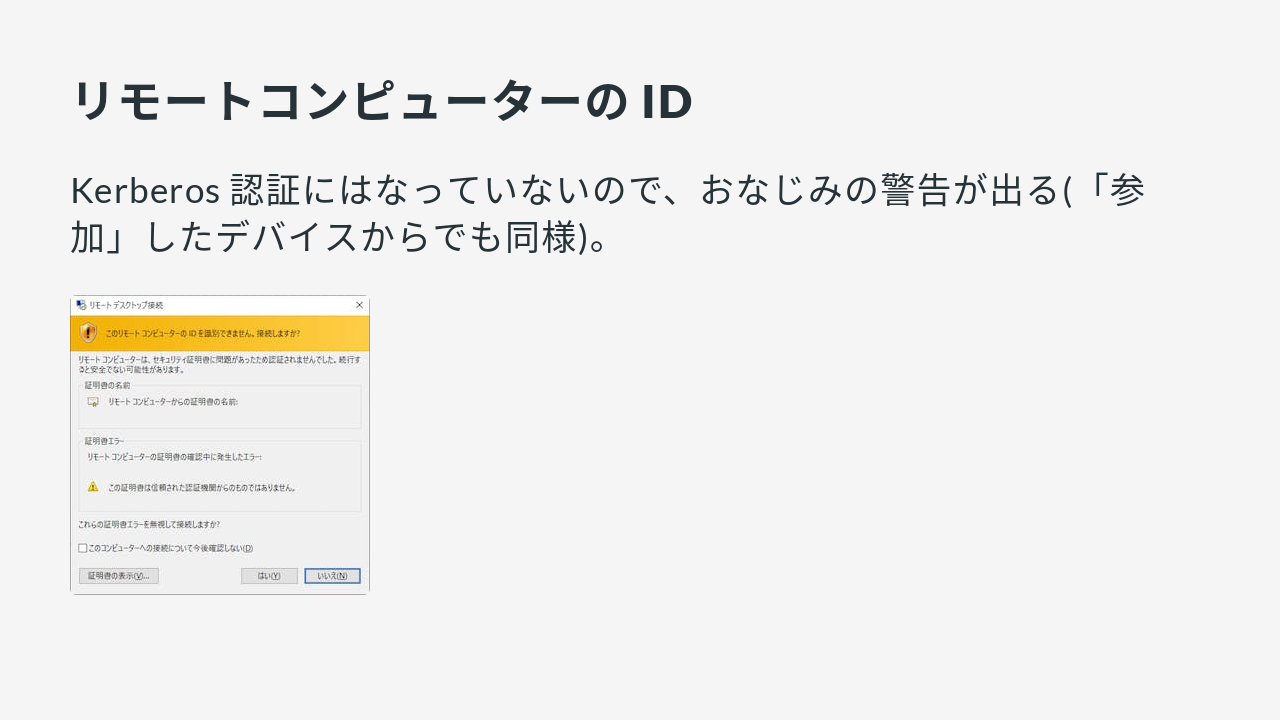 リモートコンピューターの ID
Kerberos 認証にはなっていないので、おなじみの警告が出る(「参
加」したデバイスからでも同様)。
リモート デスクトップ接続
このリモート コンピューターの ID を識別できません。接続しますか?
リモート コンピューターは、セキュリティ証明書に問題があったため認証されませんでした。続行す
ると安全でない可能性があります。
証明書の名前
リモート コンピューターからの証明書の名前:
証明書エラー
リモート コンピューターの証明書の確認中に発生したエラー:
この証明書は信頼された認証機関からのものではありません。
これらの証明書エラーを無視して接続しますか?
このコンピューターへの接続について今後確認しない(D)
証明書の表示(V)... はい(Y) いいえ(N)